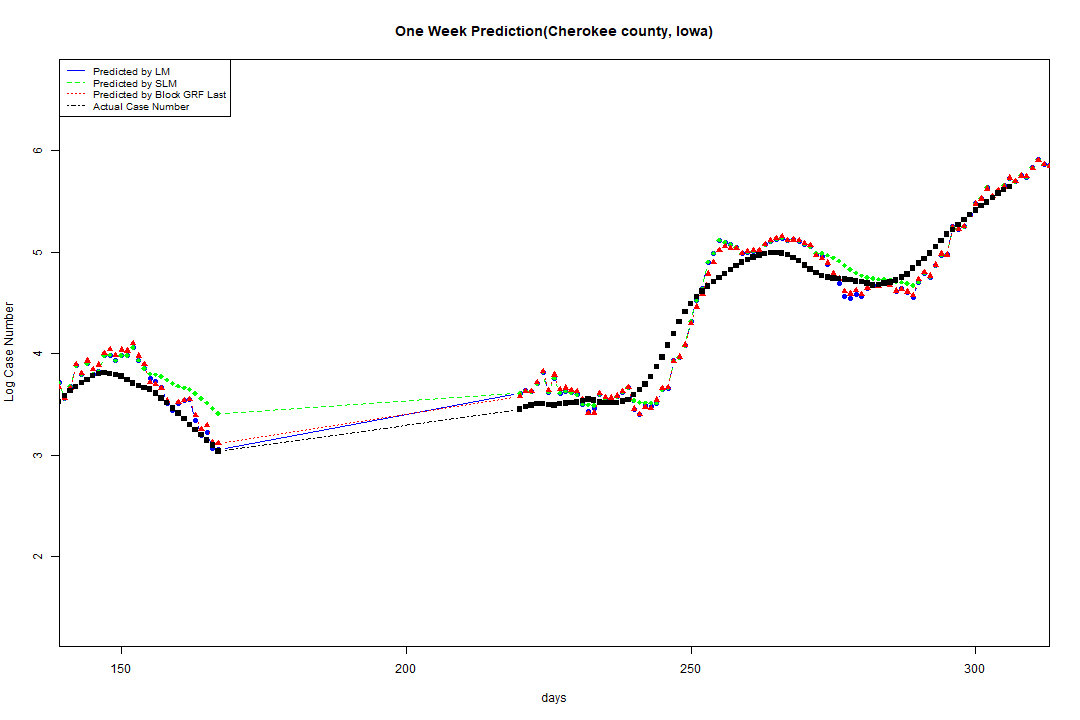 One Week Prediction(Cherokee county, Iowa)
Predicted by LM
Predicted by SLM
Predicted by Block GRF Last
Actual Case Number
Log Case Number
6
5
4
3
2
150 200 250 300
days